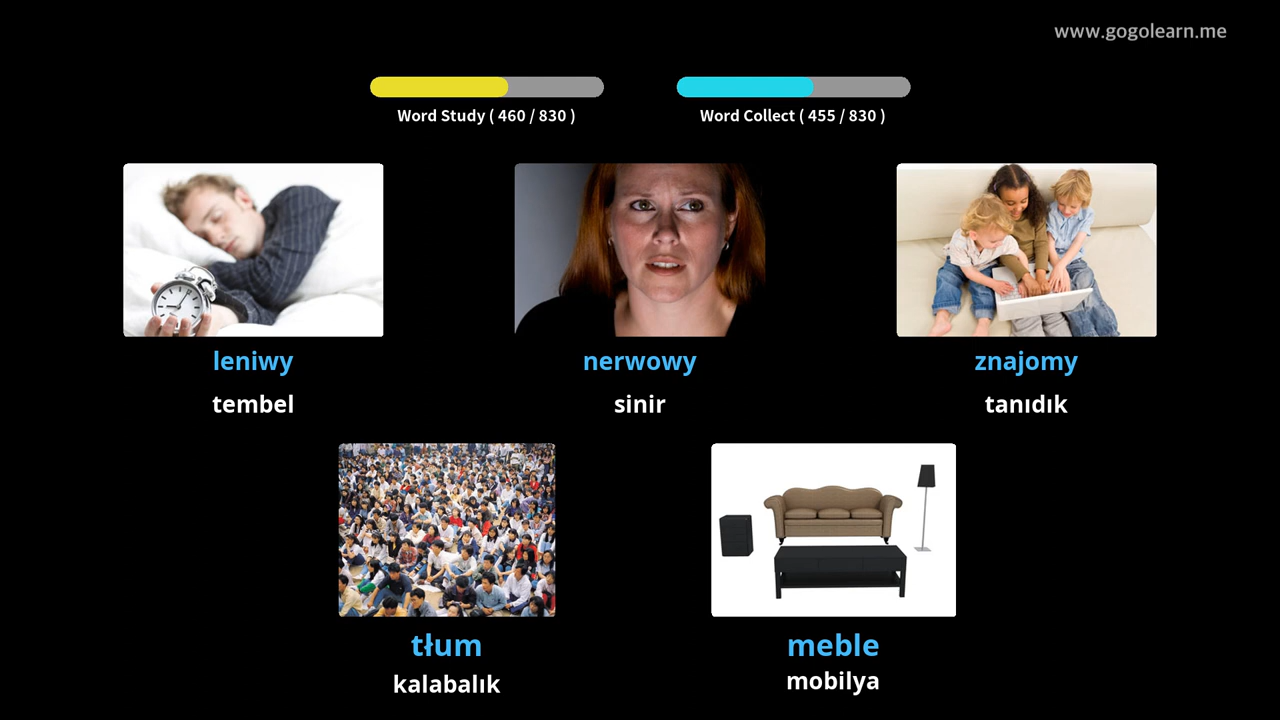 www.gogolearn.me
Word Study ( 460 / 830 )
Word Collect ( 455 / 830 )
leniwy
tembel
nerwowy
sinir
znajomy
tanıdık
tłum
kalabalık
meble
mobilya